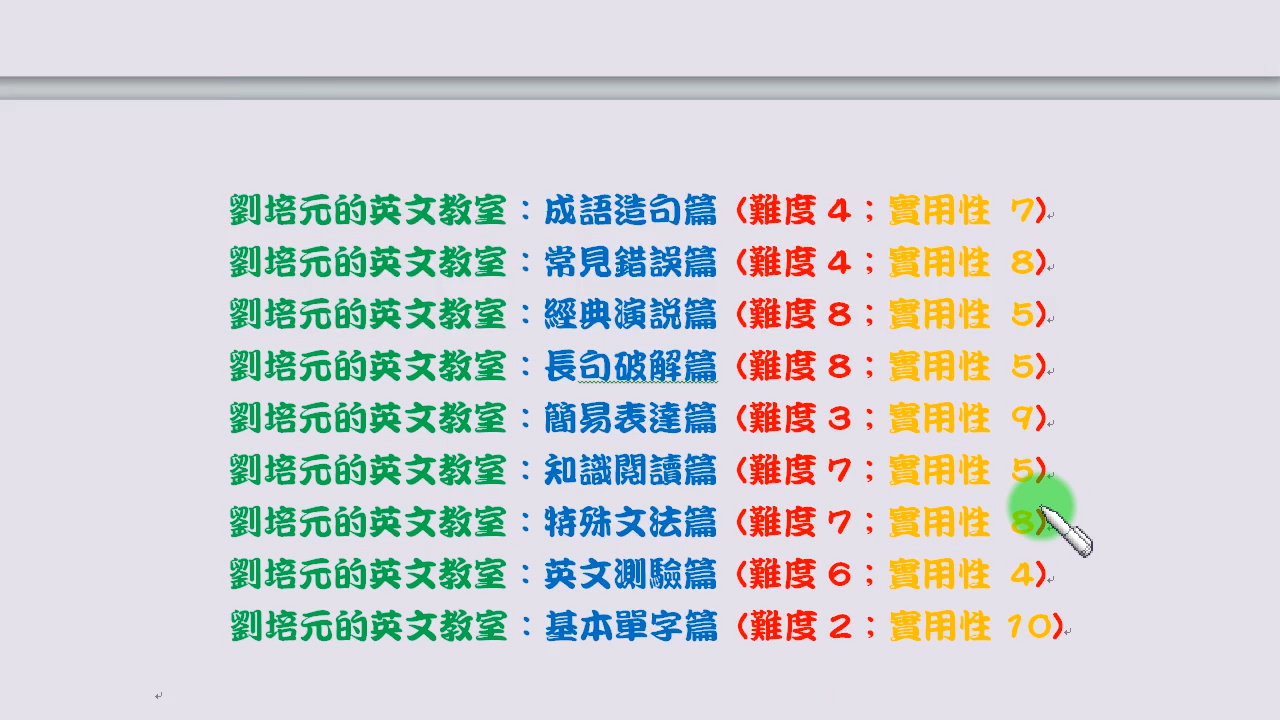 劉培元的英文教室：成語造句篇 (難度 4；實用性 7)
劉培元的英文教室：常見錯誤篇 (難度 4；實用性 8)
劉培元的英文教室：經典演說篇 (難度 8；實用性 5)
劉培元的英文教室：長句破解篇 (難度 8；實用性 5)
劉培元的英文教室：簡易表達篇 (難度 3；實用性 9)
劉培元的英文教室：知識閱讀篇 (難度 7；實用性 5)
劉培元的英文教室：特殊文法篇 (難度 7；實用性 8)
劉培元的英文教室：英文測驗篇 (難度 6；實用性 4)
劉培元的英文教室：基本單字篇 (難度 2；實用性 10)